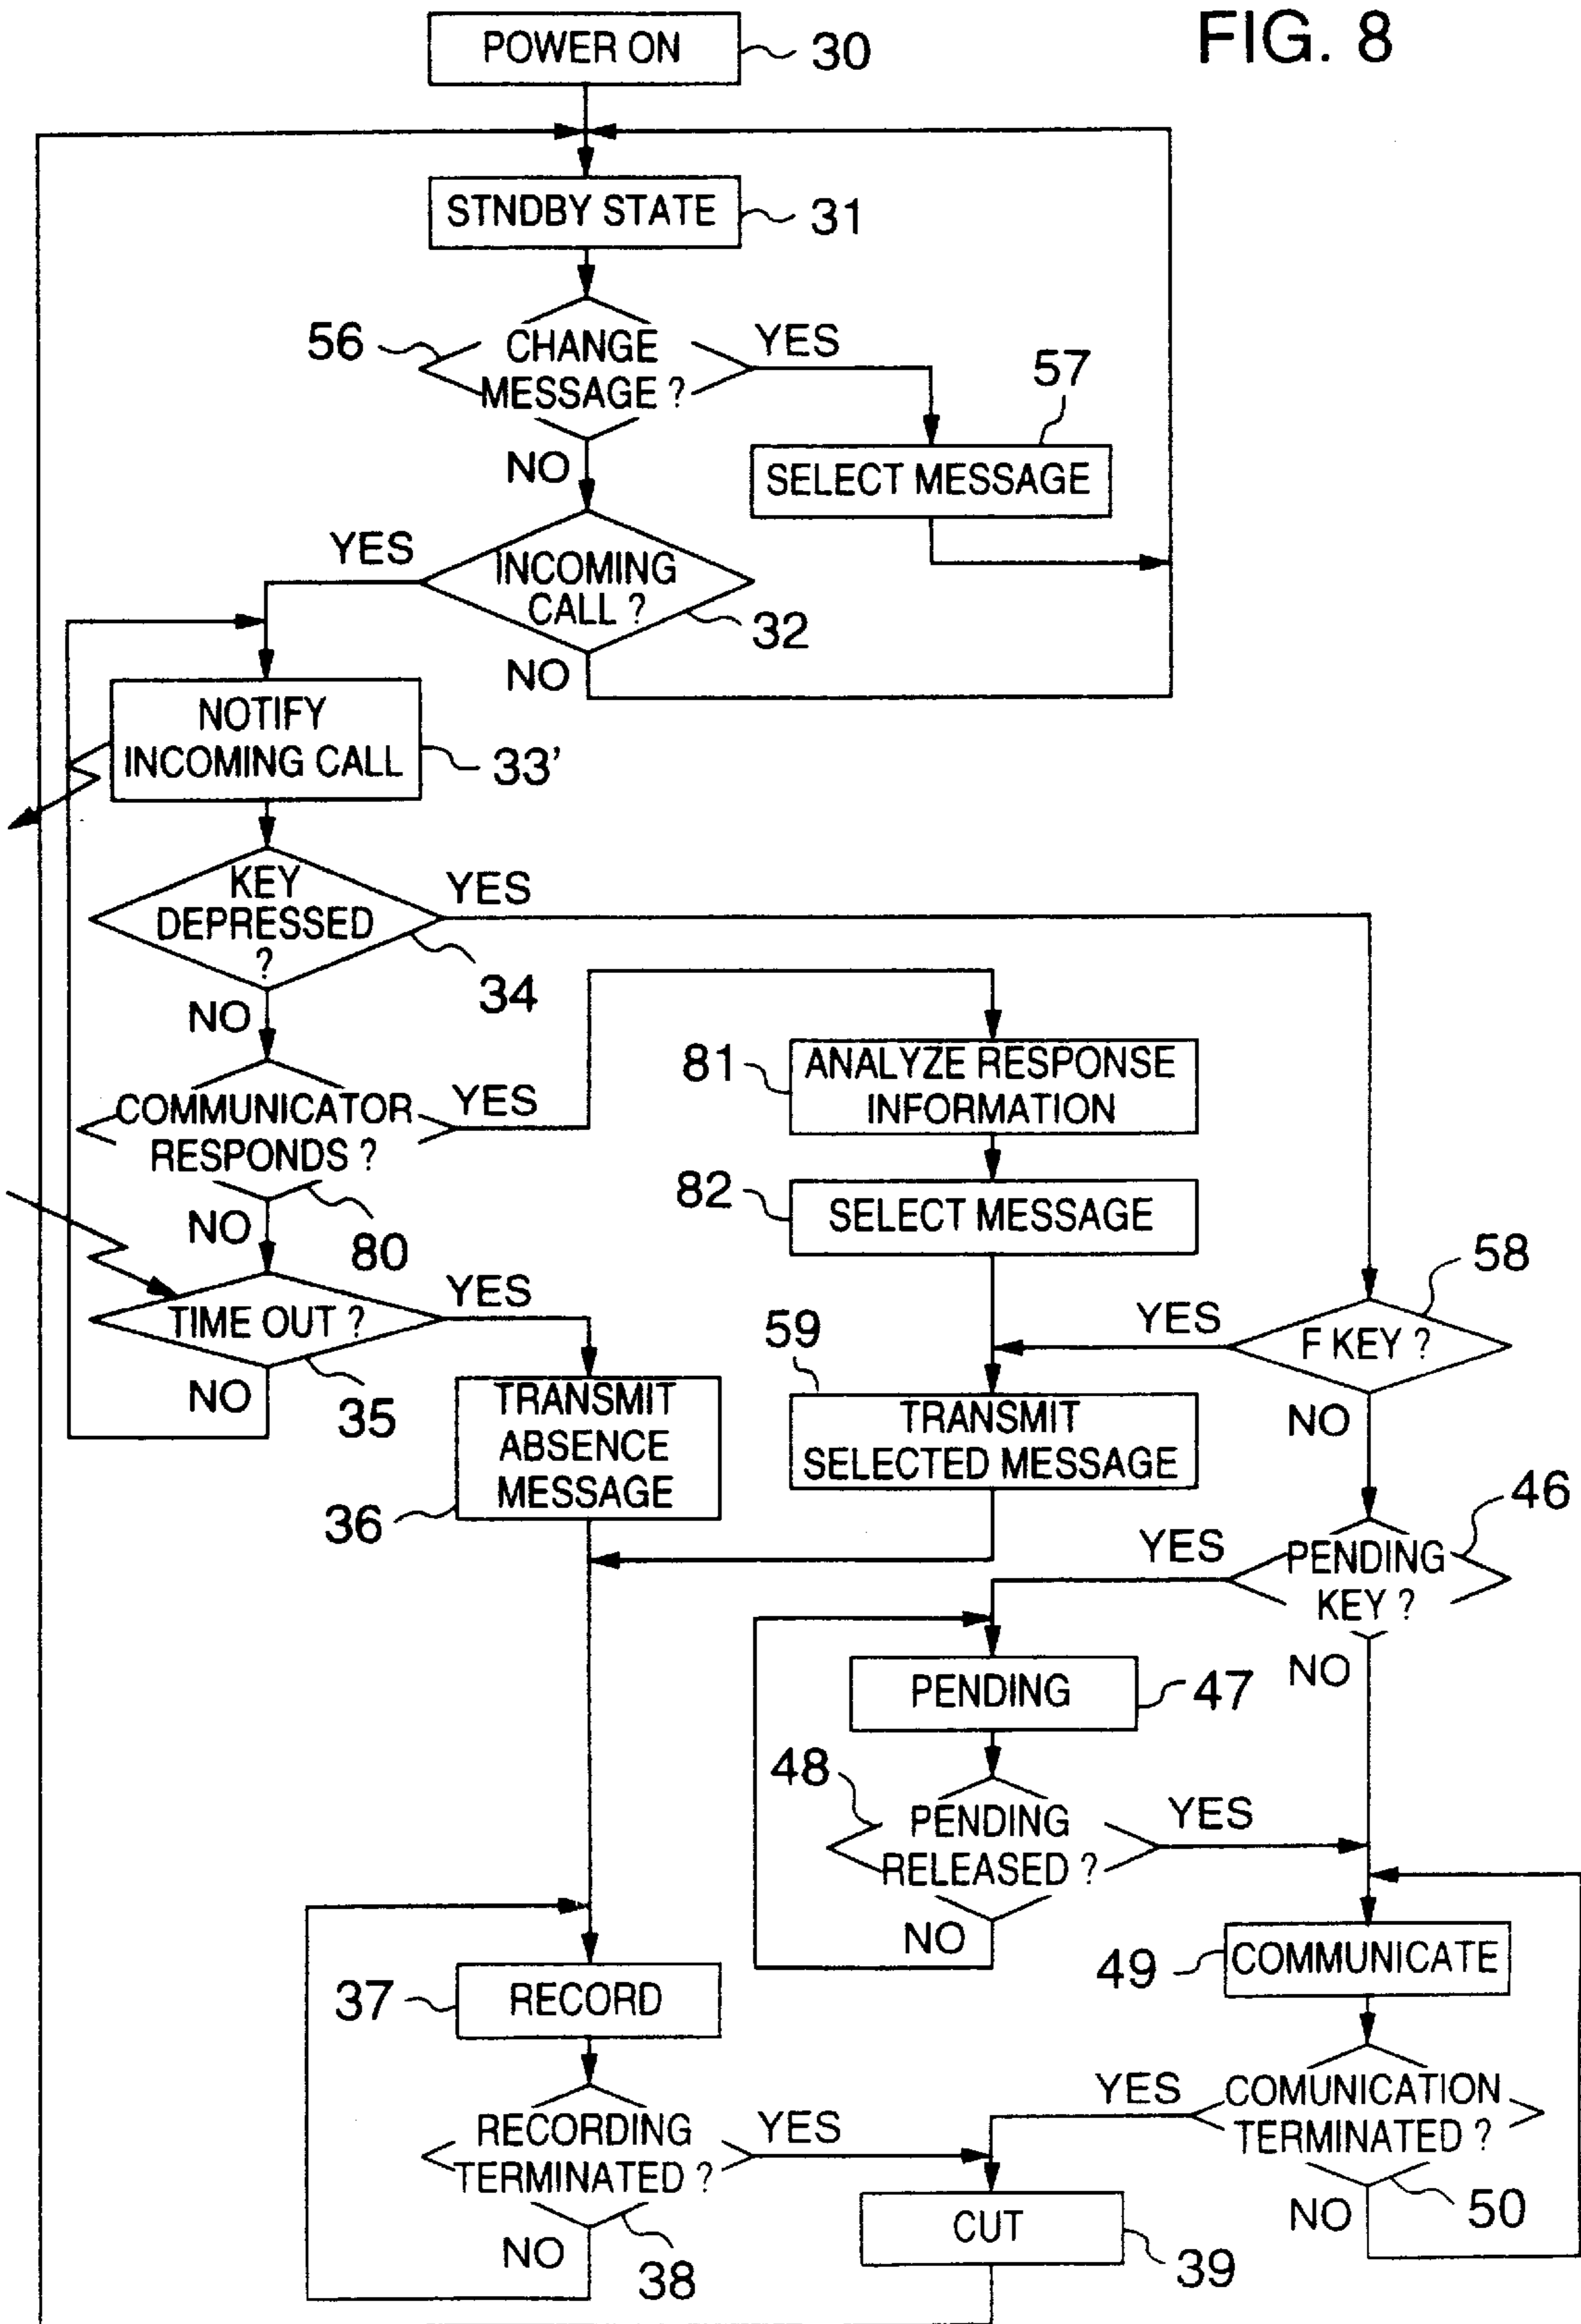 FIG. 8
POWER ON
30
STNDBY STATE
31
56
CHANGE
MESSAGE ?
YES
NO
57
SELECT MESSAGE
YES
INCOMING
CALL ?
32
NO
NOTIFY
INCOMING CALL
33'
KEY
DEPRESSED
?
YES
34
NO
COMMUNICATOR
RESPONDS ?
YES
80
NO
81
ANALYZE RESPONSE
INFORMATION
82
SELECT MESSAGE
TIME OUT ?
YES
35
NO
58
F KEY ?
YES
NO
59
TRANSMIT
SELECTED MESSAGE
TRANSMIT
ABSENCE
MESSAGE
36
46
PENDING
KEY ?
YES
NO
PENDING
47
48
PENDING
RELEASED ?
YES
NO
49
COMMUNICATE
37
RECORD
RECORDING
TERMINATED ?
YES
38
NO
COMUNICATION
TERMINATED ?
YES
50
NO
CUT
39